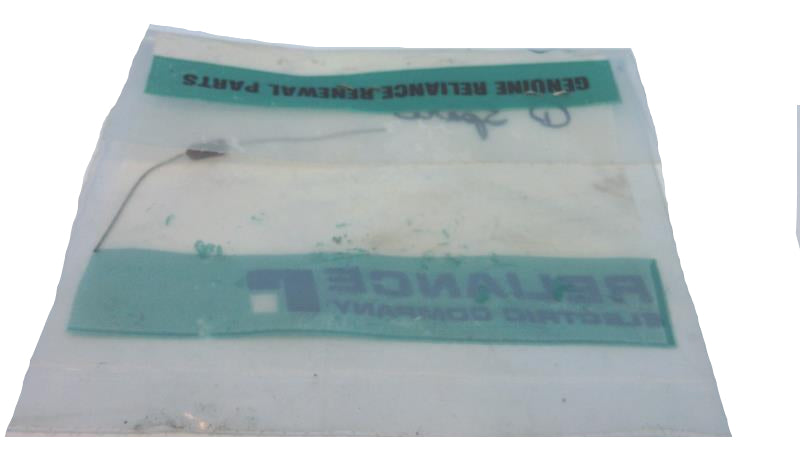 GENUINE RELIANCE RENEWAL PARTS
RELIANCE
ELECTRIC COMPANY